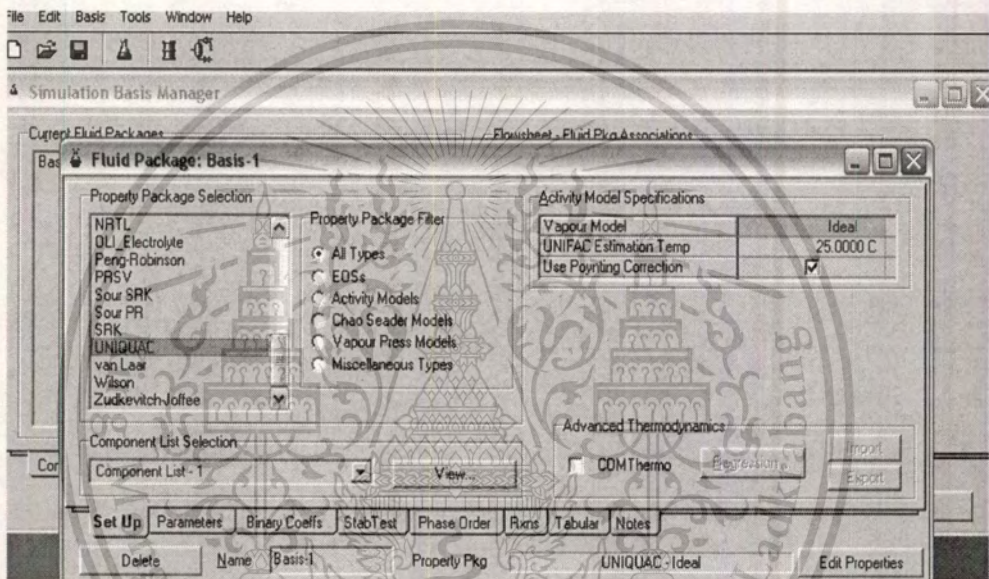 File Edit Basis Tools Window Help
Simulation Basis Manager
Current Fluid Packages
Flowsheet - Fluid Pkg Associations
Bas
Fluid Package: Basis-1
Property Package Selection
NRTL
OLI_Electrolyte
Peng-Robinson
PRSV
Sour SRK
Sour PR
SRK
UNIQUAC
van Laar
Wilson
Zudkevitch-Joffee
Property Package Filter
All Types
EOSs
Activity Models
Chao Seader Models
Vapour Press Models
Miscellaneous Types
Activity Model Specifications
Vapour Model Ideal
UNIFAC Estimation Temp 25.0000 C
Use Poynting Correction
Component List Selection
Component List - 1
View...
Advanced Thermodynamics
COMThermo
Regression...
Import
Export
Cor
Set Up Parameters Binary Coeffs StabTest Phase Order Rxns Tabular Notes
Delete Name Basis-1 Property Pkg UNIQUAC - Ideal Edit Properties